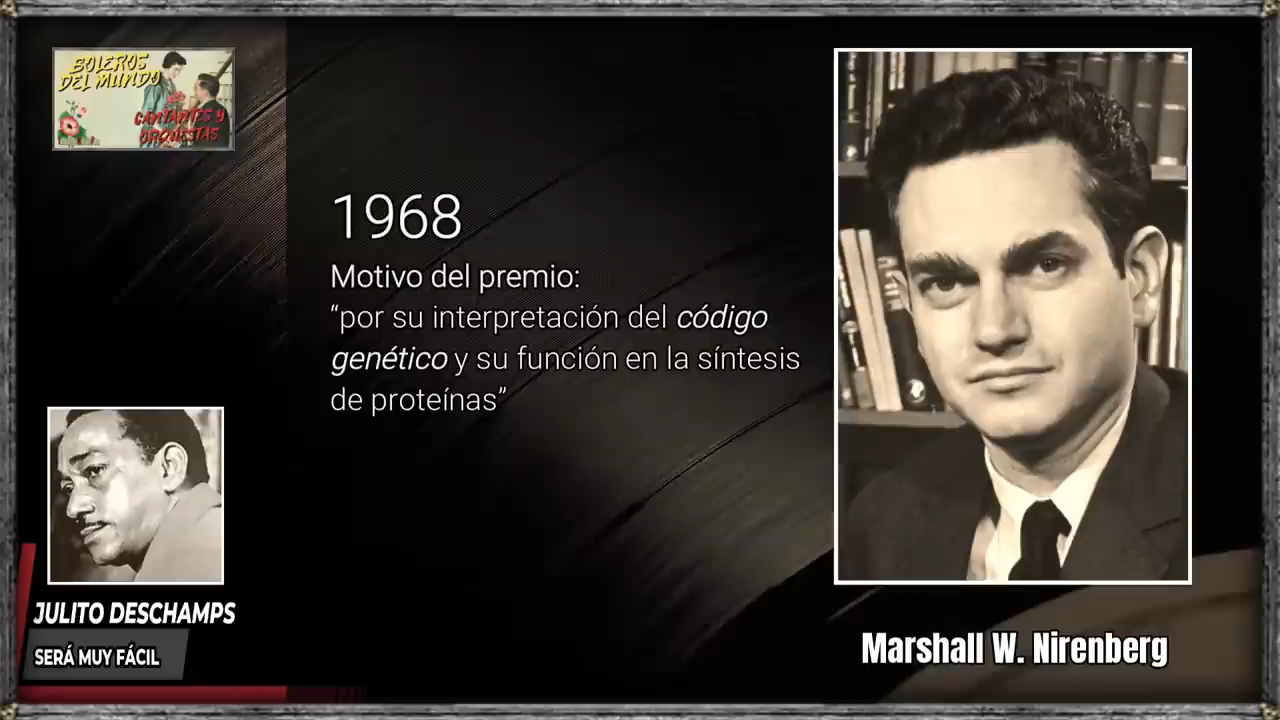 BOLEROS
DEL MUNDO
CANTANTES Y
ORQUESTAS
1968
Motivo del premio:
“por su interpretación del código
genético y su función en la síntesis
de proteínas”
JULITO DESCHAMPS
SERÁ MUY FÁCIL
Marshall W. Nirenberg